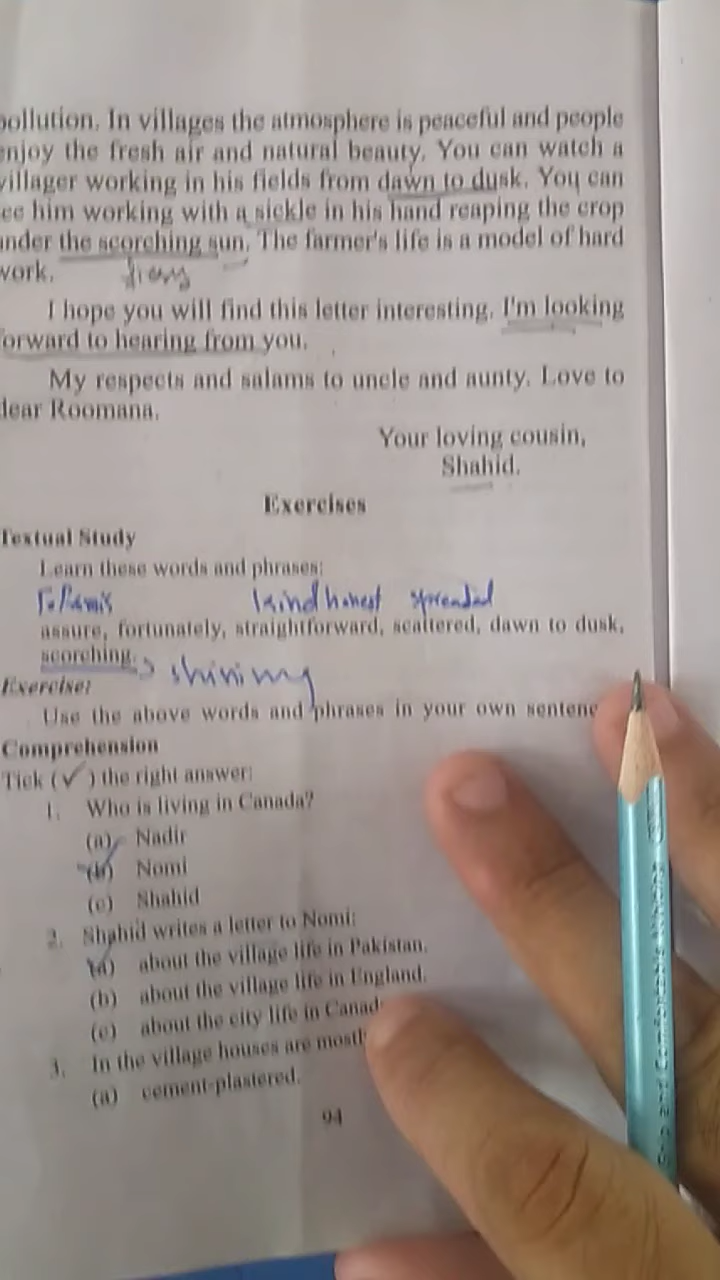 pollution. In villages the atmosphere is peaceful and people
enjoy the fresh air and natural beauty. You can watch a
villager working in his fields from dawn to dusk. You can
ee him working with a sickle in his hand reaping the crop
nder the scorching sun. The farmer's life is a model of hard
work.
I hope you will find this letter interesting. I'm looking
orward to hearing from you.
My respects and salams to uncle and aunty. Love to
dear Roomana.
Your loving cousin,
Shahid.
Exercises
Textual Study
Learn these words and phrases:
kind honest spreaded
assure, fortunately, straightforward, scattered, dawn to dusk,
scorching.
shining
Exercise:
Use the above words and phrases in your own sentenc
Comprehension
Tick (✓) the right answer:
1. Who is living in Canada?
(a) Nadir
(b) Nomi
(c) Shahid
2. Shahid writes a letter to Nomi:
(a) about the village life in Pakistan.
(b) about the village life in England.
(c) about the city life in Canad
3. In the village houses are mostl
(a) cement-plastered.
94